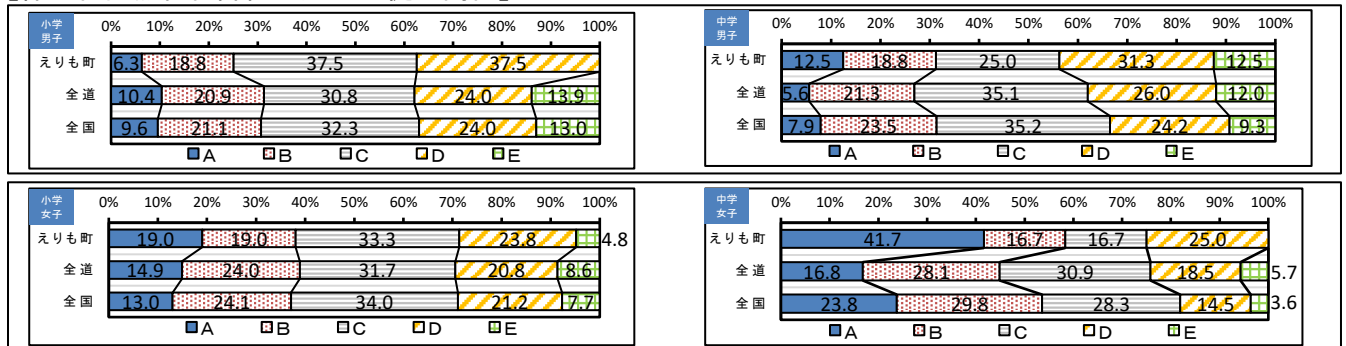 小学
男子
0% 10% 20% 30% 40% 50% 60% 70% 80% 90% 100%
えりも町 6.3 18.8 37.5 37.5
全道 10.4 20.9 30.8 24.0 13.9
全国 9.6 21.1 32.3 24.0 13.0
A B C D E
中学
男子
0% 10% 20% 30% 40% 50% 60% 70% 80% 90% 100%
えりも町 12.5 18.8 25.0 31.3 12.5
全道 5.6 21.3 35.1 26.0 12.0
全国 7.9 23.5 35.2 24.2 9.3
A B C D E
小学
女子
0% 10% 20% 30% 40% 50% 60% 70% 80% 90% 100%
えりも町 19.0 19.0 33.3 23.8 4.8
全道 14.9 24.0 31.7 20.8 8.6
全国 13.0 24.1 34.0 21.2 7.7
A B C D E
中学
女子
0% 10% 20% 30% 40% 50% 60% 70% 80% 90% 100%
えりも町 41.7 16.7 16.7 25.0
全道 16.8 28.1 30.9 18.5 5.7
全国 23.8 29.8 28.3 14.5 3.6
A B C D E